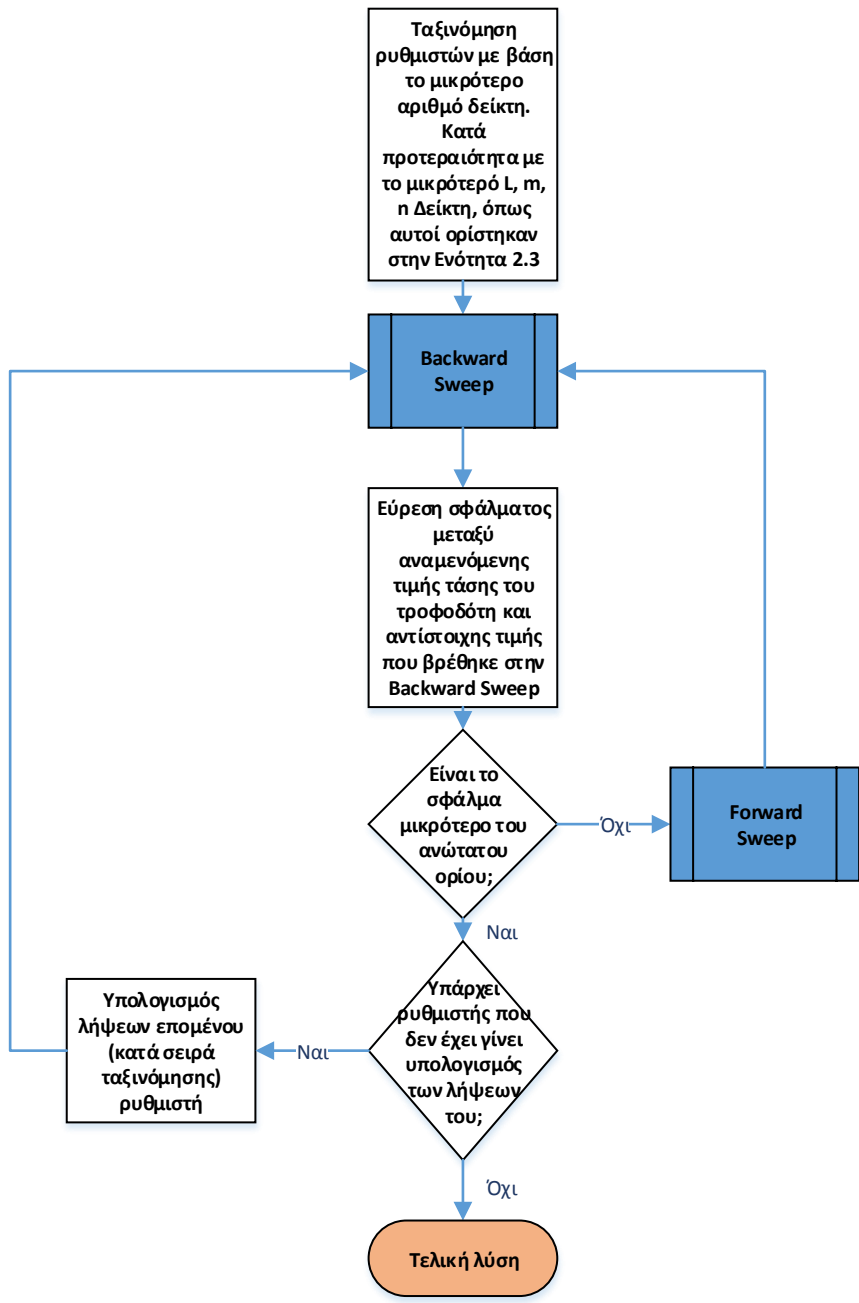 Ταξινόμηση
ρυθμιστών με βάση
το μικρότερο
αριθμό δείκτη.
Κατά
προτεραιότητα με
το μικρότερό L, m,
n Δείκτη, όπως
αυτοί ορίστηκαν
στην Ενότητα 2.3
Backward
Sweep
Εύρεση σφάλματος
μεταξύ
αναμενόμενης
τιμής τάσης του
τροφοδότη και
αντίστοιχης τιμής
που βρέθηκε στην
Backward Sweep
Είναι το
σφάλμα
μικρότερο του
ανώτατου
ορίου;
Όχι
Forward
Sweep
Ναι
Υπάρχει
ρυθμιστής που
δεν έχει γίνει
υπολογισμός
των λήψεων
του;
Ναι
Υπολογισμός
λήψεων επομένου
(κατά σειρά
ταξινόμησης)
ρυθμιστή
Όχι
Τελική λύση